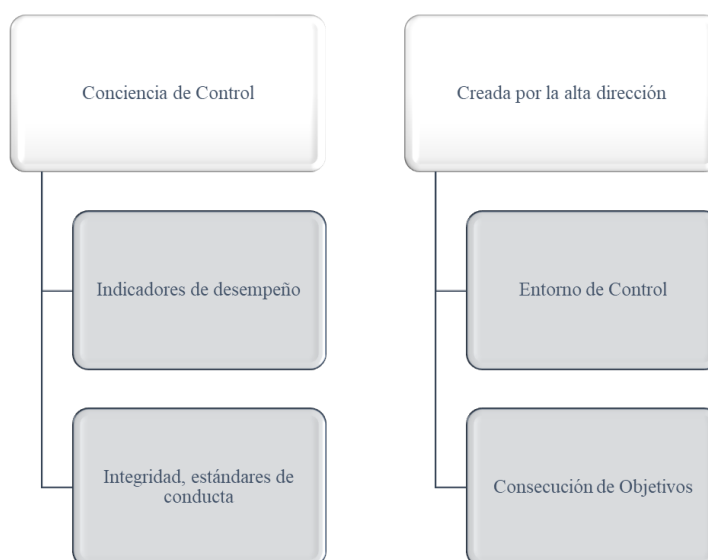 Conciencia de Control
Indicadores de desempeño
Integridad, estándares de
conducta
Creada por la alta dirección
Entorno de Control
Consecución de Objetivos